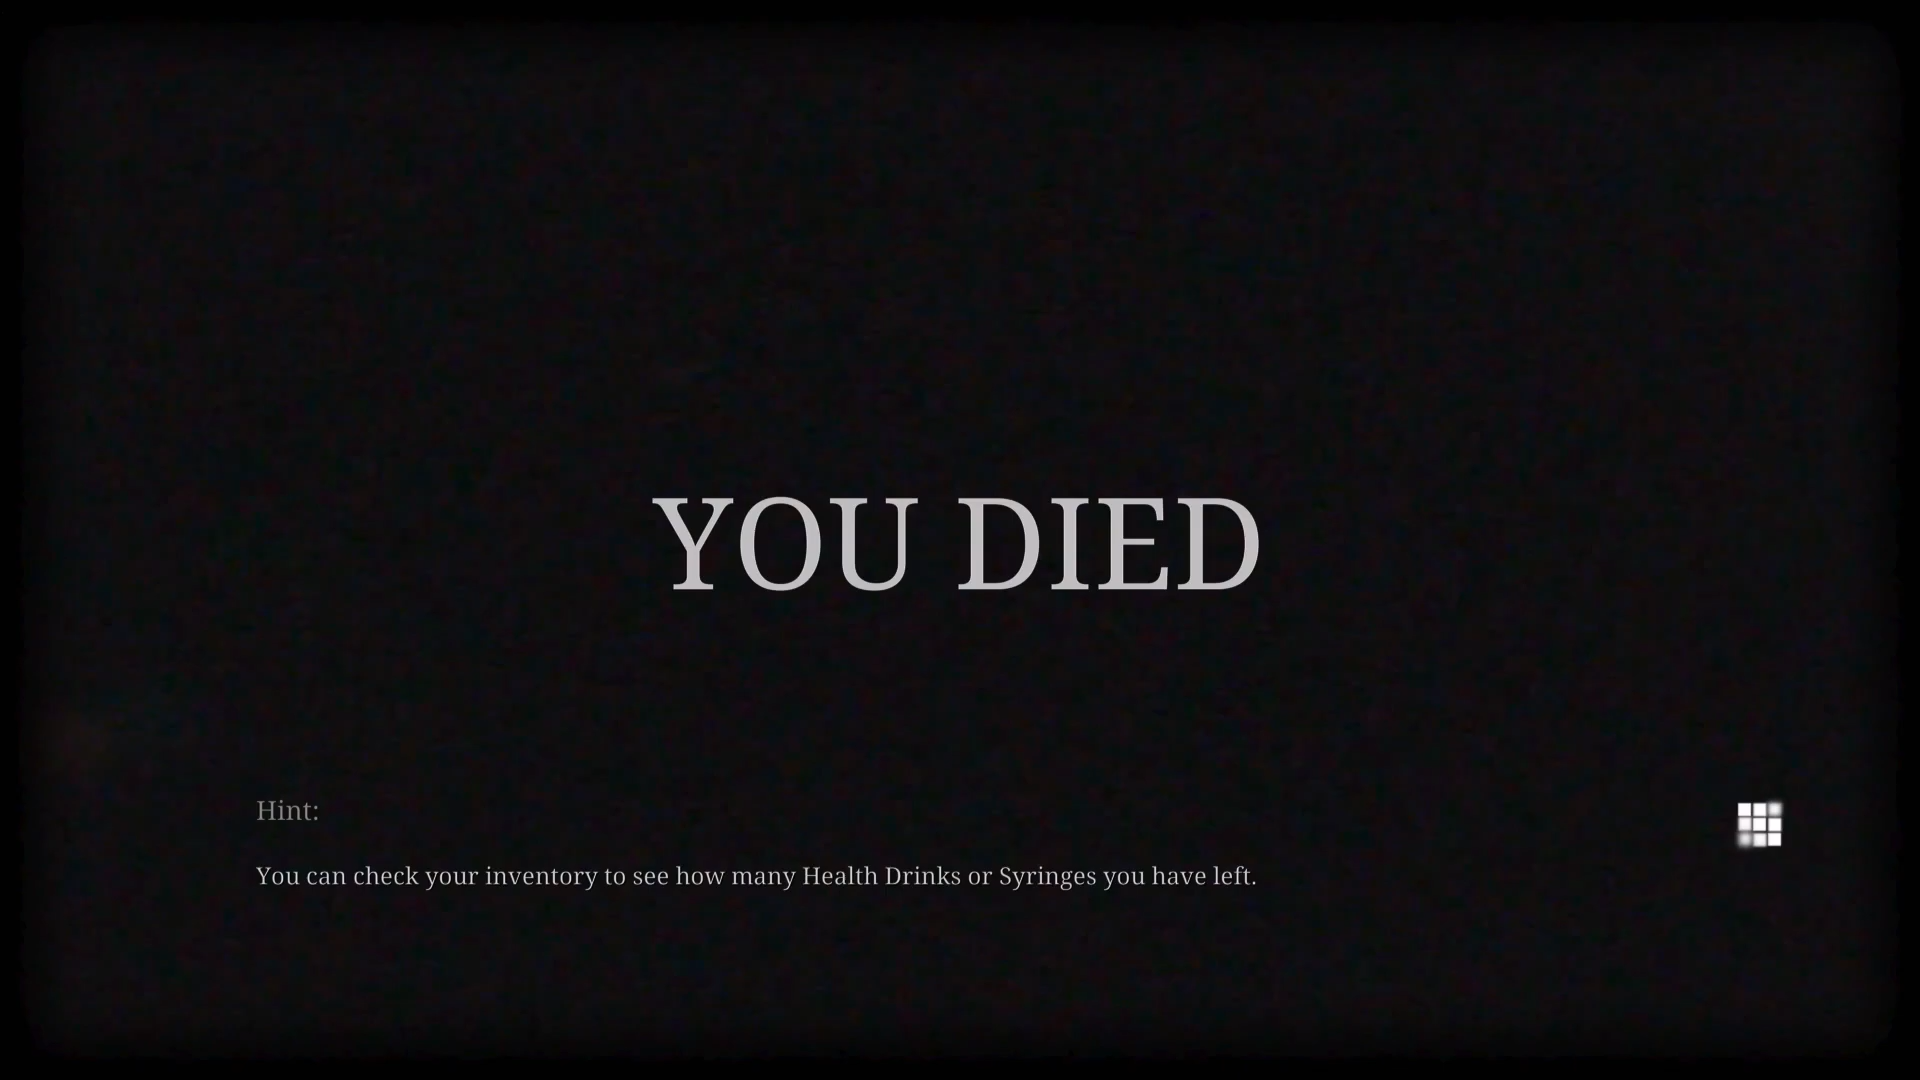 YOU DIED
Hint:
You can check your inventory to see how many Health Drinks or Syringes you have left.